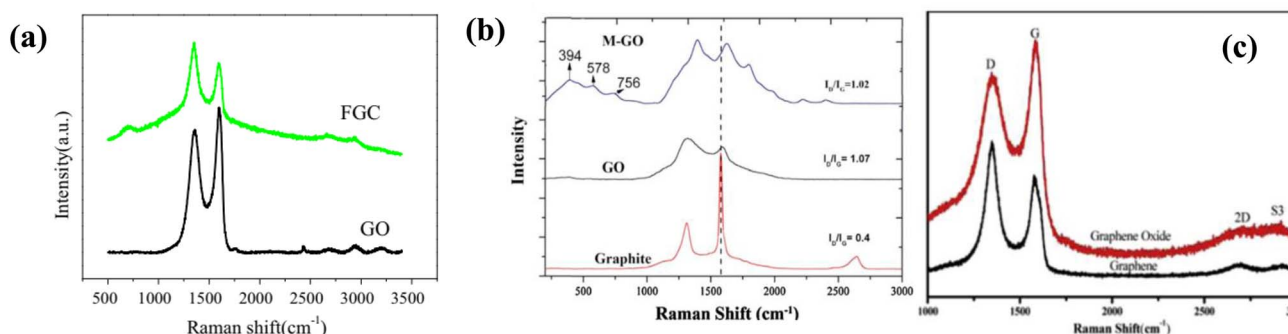 (a)
FGC
GO
Intensity(a.u.)
500 1000 1500 2000 2500 3000 3500
Raman shift(cm⁻¹)
(b)
M-GO
394
578
756
I_D/I_G=1.02
GO
I_D/I_G= 1.07
Graphite
I_D/I_G= 0.4
Intensity
500 1000 1500 2000 2500 3000
Raman Shift (cm⁻¹)
(c)
G
D
2D
S3
Graphene Oxide
Graphene
1000 1500 2000 2500
Raman Shift (cm⁻¹)